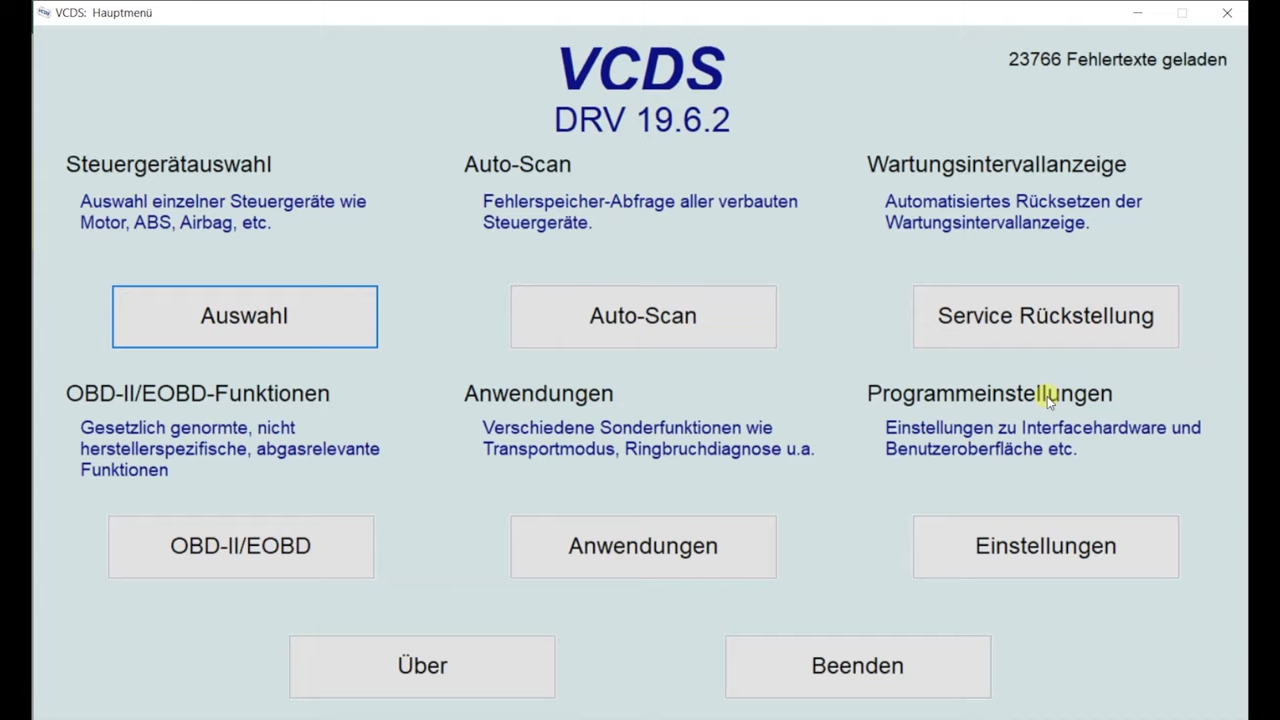 VCDS: Hauptmenü
VCDS
DRV 19.6.2
23766 Fehlertexte geladen
Steuergerätauswahl
Auswahl einzelner Steuergeräte wie
Motor, ABS, Airbag, etc.
Auswahl
Auto-Scan
Fehlerspeicher-Abfrage aller verbauten
Steuergeräte.
Auto-Scan
Wartungsintervallanzeige
Automatisiertes Rücksetzen der
Wartungsintervallanzeige.
Service Rückstellung
OBD-II/EOBD-Funktionen
Gesetzlich genormte, nicht
herstellerspezifische, abgasrelevante
Funktionen
OBD-II/EOBD
Anwendungen
Verschiedene Sonderfunktionen wie
Transportmodus, Ringbruchdiagnose u.a.
Anwendungen
Programmeinstellungen
Einstellungen zu Interfacehardware und
Benutzeroberfläche etc.
Einstellungen
Über
Beenden